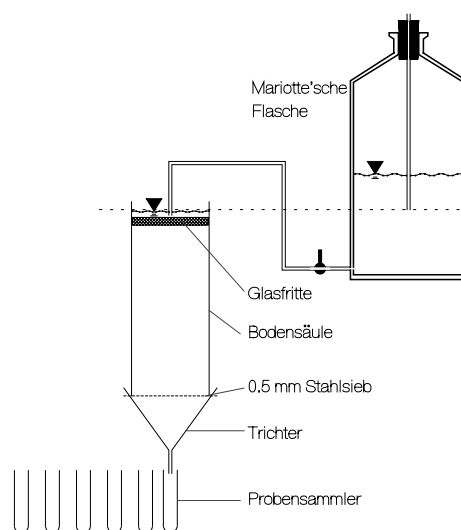 Mariotte'sche
Flasche
Glasfritte
Bodensäule
0.5 mm Stahlsieb
Trichter
Probensammler